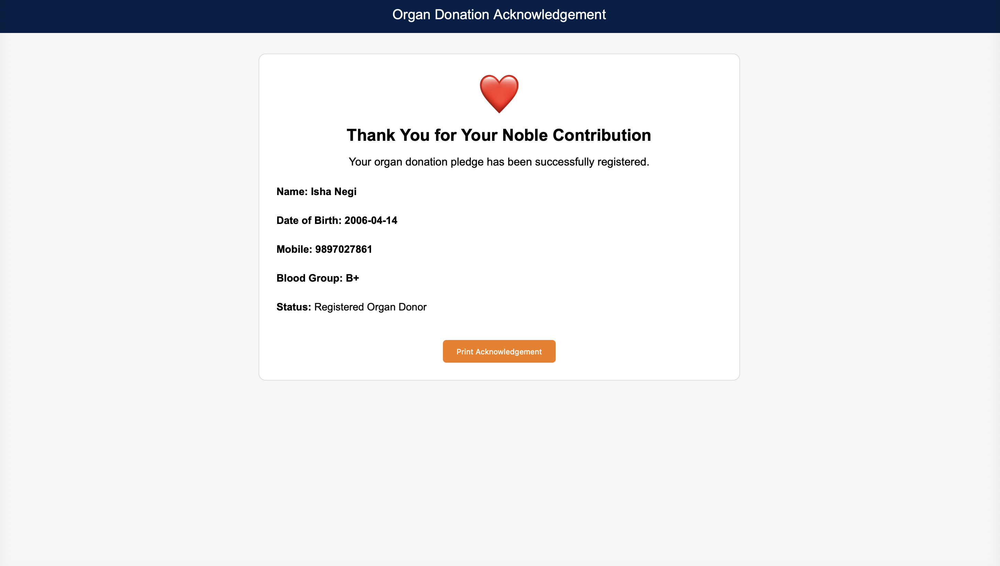 Organ Donation Acknowledgement
Thank You for Your Noble Contribution
Your organ donation pledge has been successfully registered.
Name: Isha Negi
Date of Birth: 2006-04-14
Mobile: 9897027861
Blood Group: B+
Status: Registered Organ Donor
Print Acknowledgement